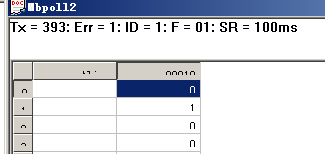 Mbpoll2
Tx = 393: Err = 1: ID = 1: F = 01: SR = 100ms
00010
0
1
0
0